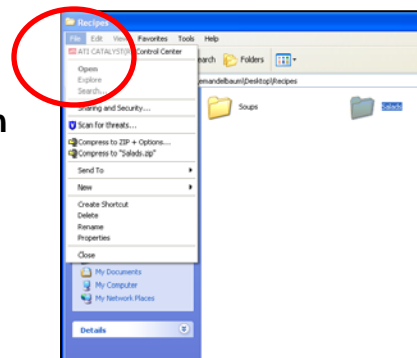 Recipes
File Edit View Favorites Tools Help
ATI CATALYST(R) Control Center
earch Folders
Open
emandelbaum\Desktop\Recipes
Explore
Search...
Soups
Salads
Sharing and Security...
n
Scan for threats...
Compress to ZIP + Options...
Compress to "Salads.zip"
Send To
New
Create Shortcut
Delete
Rename
Properties
Close
My Documents
My Computer
My Network Places
Details